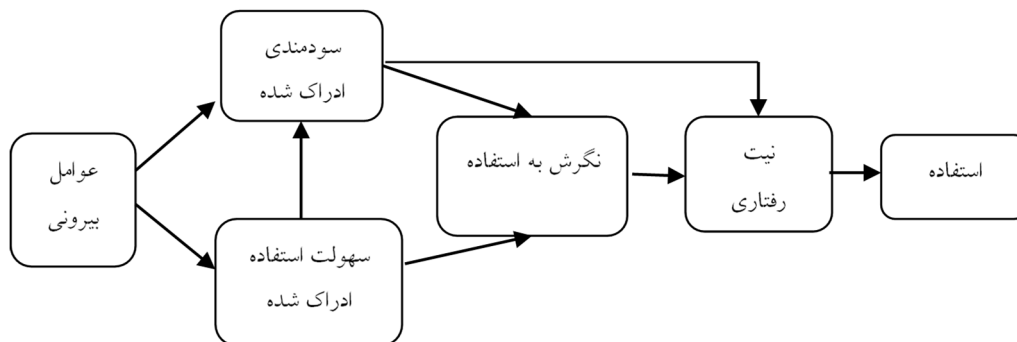 عوامل
بیرونی
سودمندی
ادراک شده
سهولت استفاده
ادراک شده
نگرش به استفاده
نیت
رفتاری
استفاده